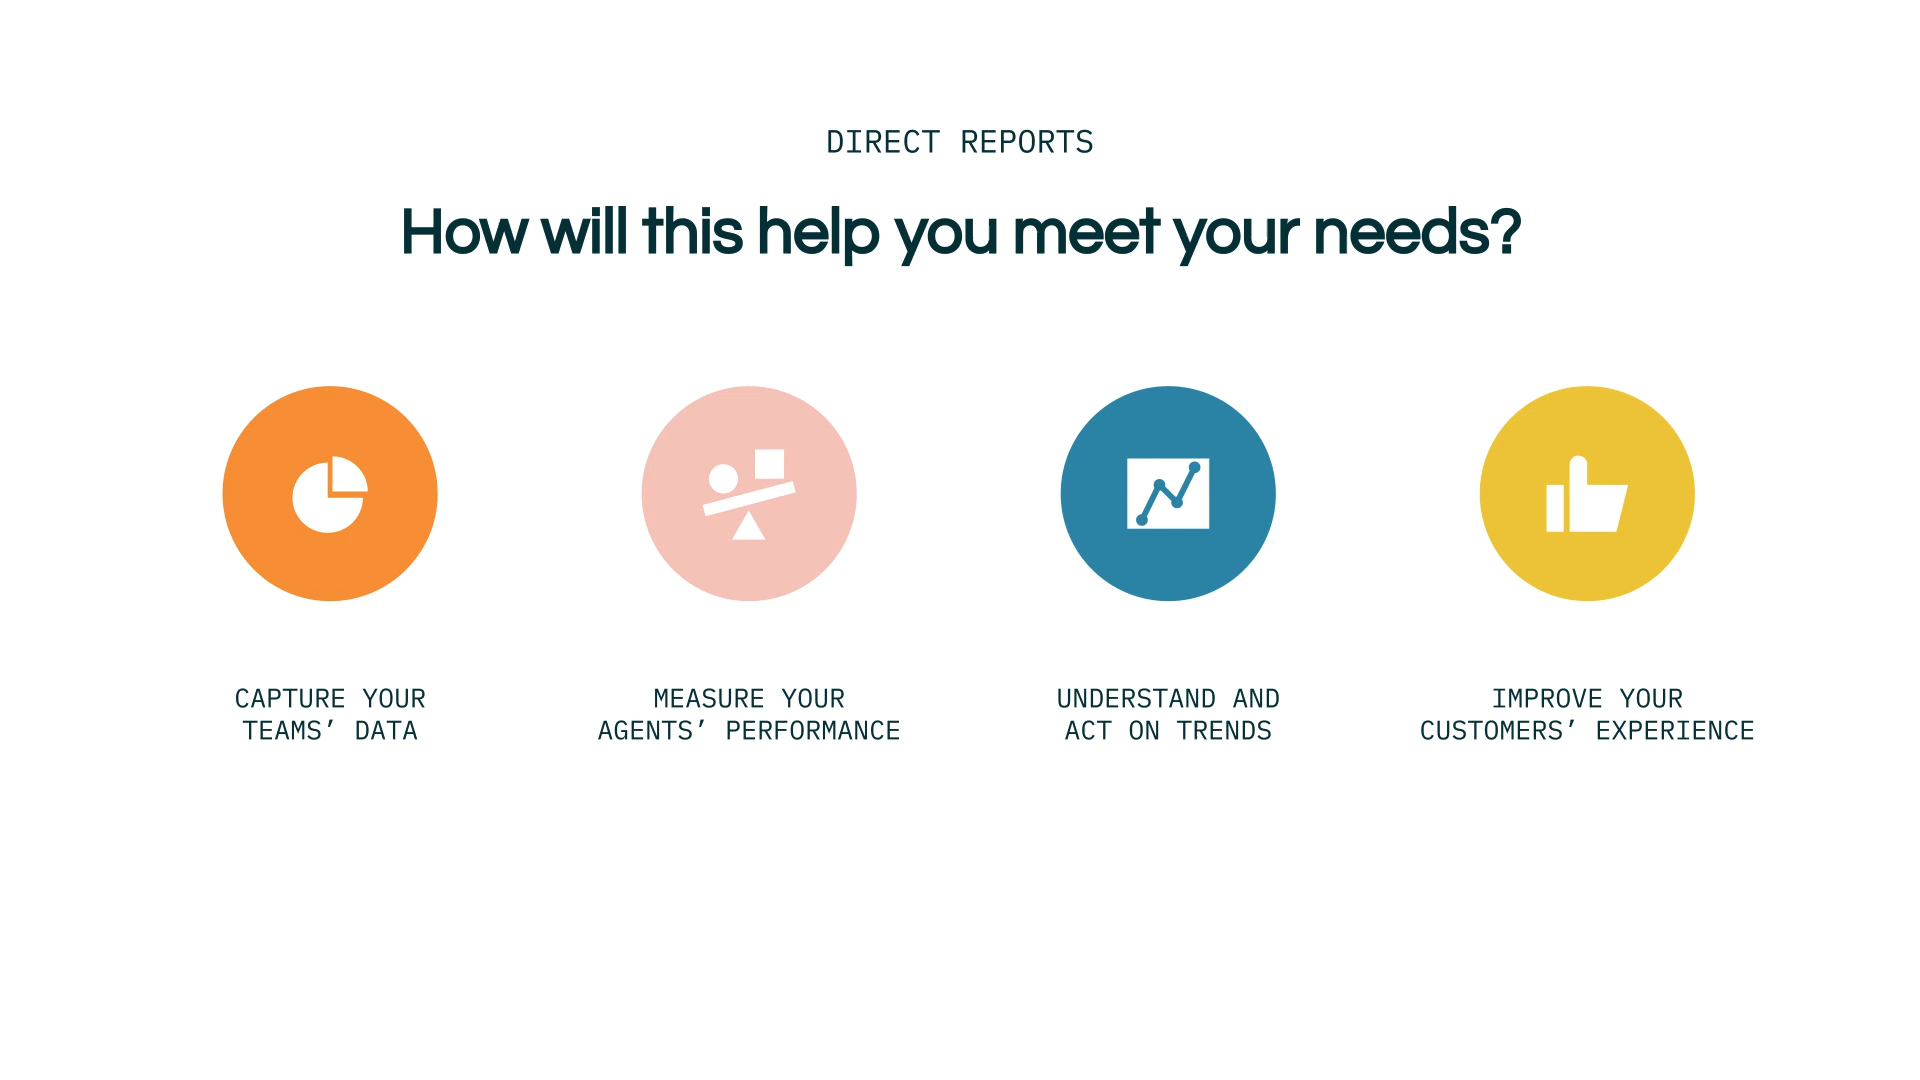 DIRECT REPORTS
How will this help you meet your needs?
CAPTURE YOUR
TEAMS’ DATA
MEASURE YOUR
AGENTS’ PERFORMANCE
UNDERSTAND AND
ACT ON TRENDS
IMPROVE YOUR
CUSTOMERS’ EXPERIENCE